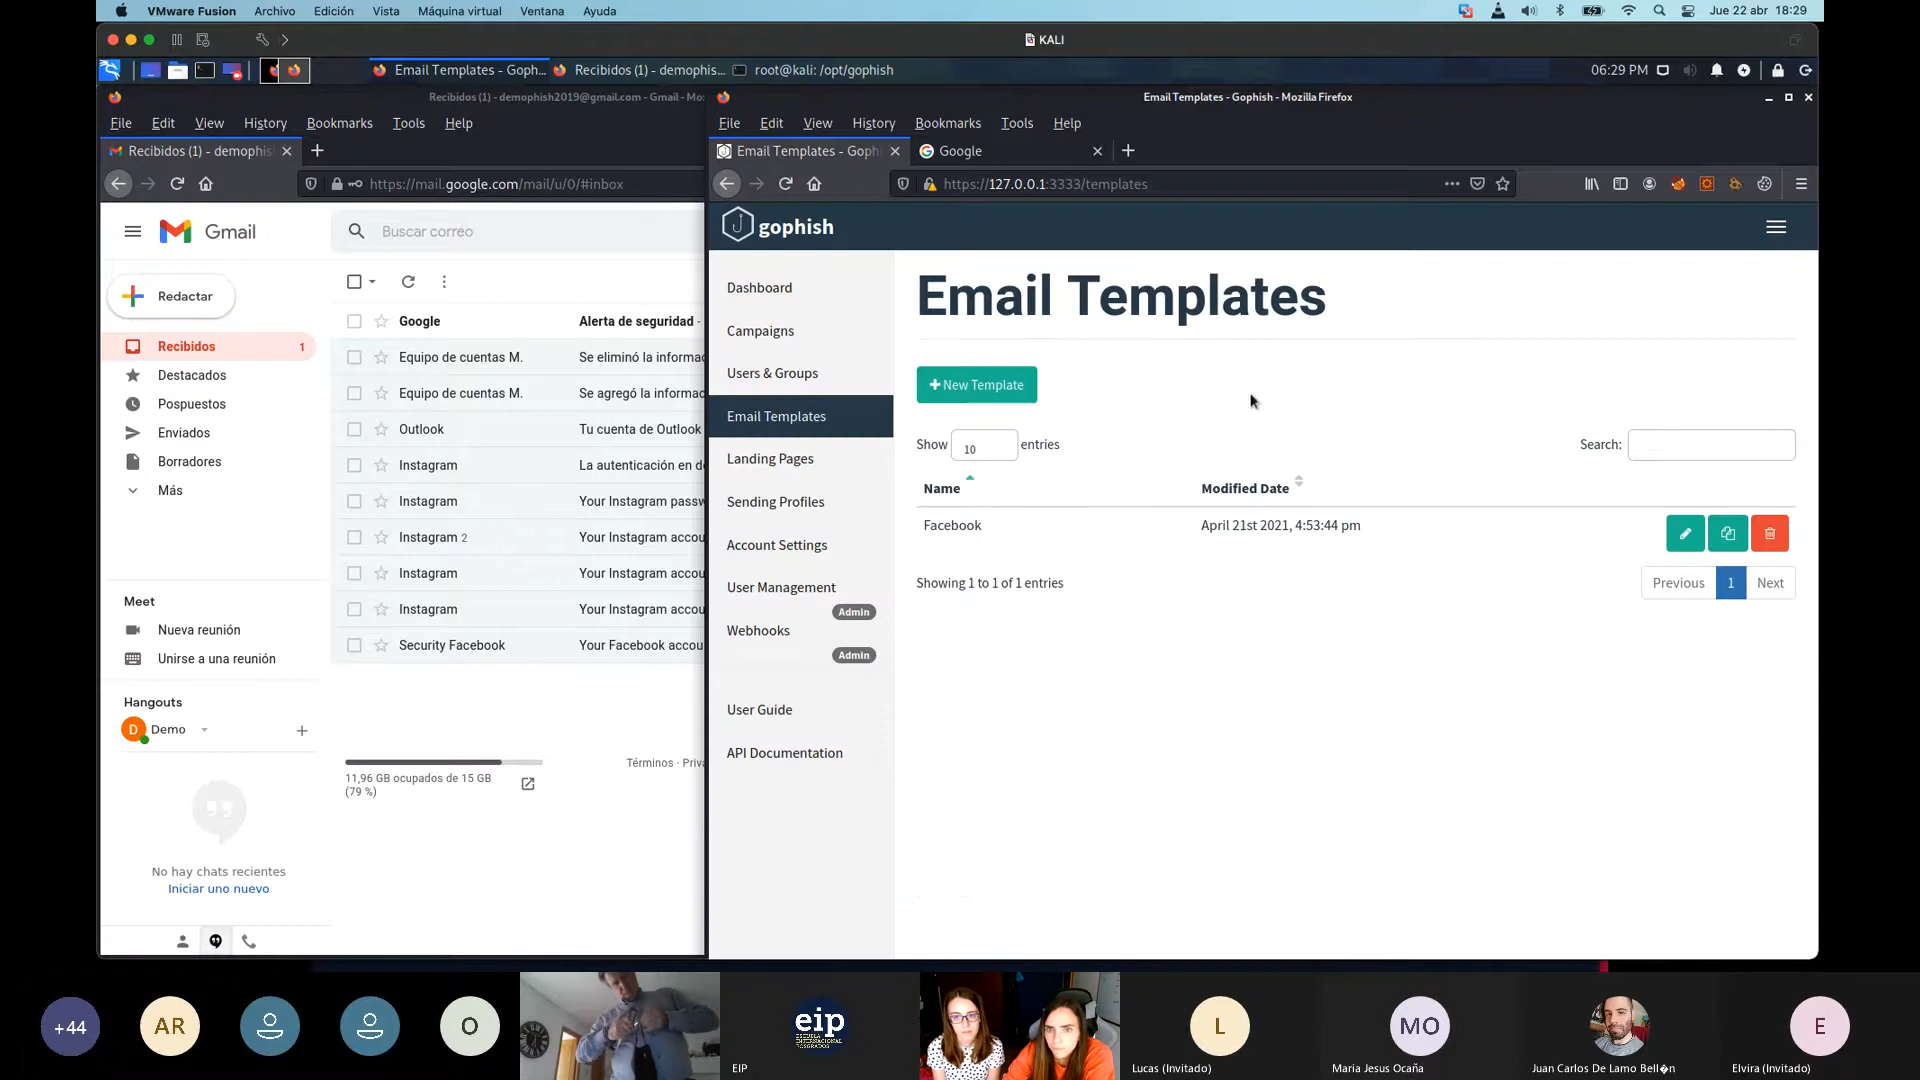 VMware Fusion Archivo Edición Vista Máquina virtual Ventana Ayuda Jue 22 abr 18:29
KALI
Email Templates - Goph... Recibidos (1) - demophis... root@kali: /opt/gophish 06:29 PM
Recibidos (1) - demophish2019@gmail.com - Gmail - Mo
File Edit View History Bookmarks Tools Help
Recibidos (1) - demophis
https://mail.google.com/mail/u/0/#inbox
Gmail
Buscar correo
Redactar
Recibidos 1
Destacados
Pospuestos
Enviados
Borradores
Más
Google Alerta de seguridad -
Equipo de cuentas M. Se eliminó la informac
Equipo de cuentas M. Se agregó la informac
Outlook Tu cuenta de Outlook
Instagram La autenticación en d
Instagram Your Instagram passw
Instagram 2 Your Instagram accou
Instagram Your Instagram accou
Instagram Your Instagram accou
Security Facebook Your Facebook accou
Meet
Nueva reunión
Unirse a una reunión
Hangouts
D Demo
11,96 GB ocupados de 15 GB
(79 %)
Términos · Priva
No hay chats recientes
Iniciar uno nuevo
Email Templates - Gophish - Mozilla Firefox
File Edit View History Bookmarks Tools Help
Email Templates - Goph
Google
https://127.0.0.1:3333/templates
gophish
Dashboard
Campaigns
Users & Groups
Email Templates
Landing Pages
Sending Profiles
Account Settings
User Management
Admin
Webhooks
Admin
User Guide
API Documentation
Email Templates
New Template
Show 10 entries
Search:
Name Modified Date
Facebook April 21st 2021, 4:53:44 pm
Showing 1 to 1 of 1 entries
Previous 1 Next
+44
AR
O
eip
ESCUELA
INTERNACIONAL
POSGRADOS
EIP
L
Lucas (Invitado)
MO
Maria Jesus Ocaña
Juan Carlos De Lamo Bell�n
E
Elvira (Invitado)